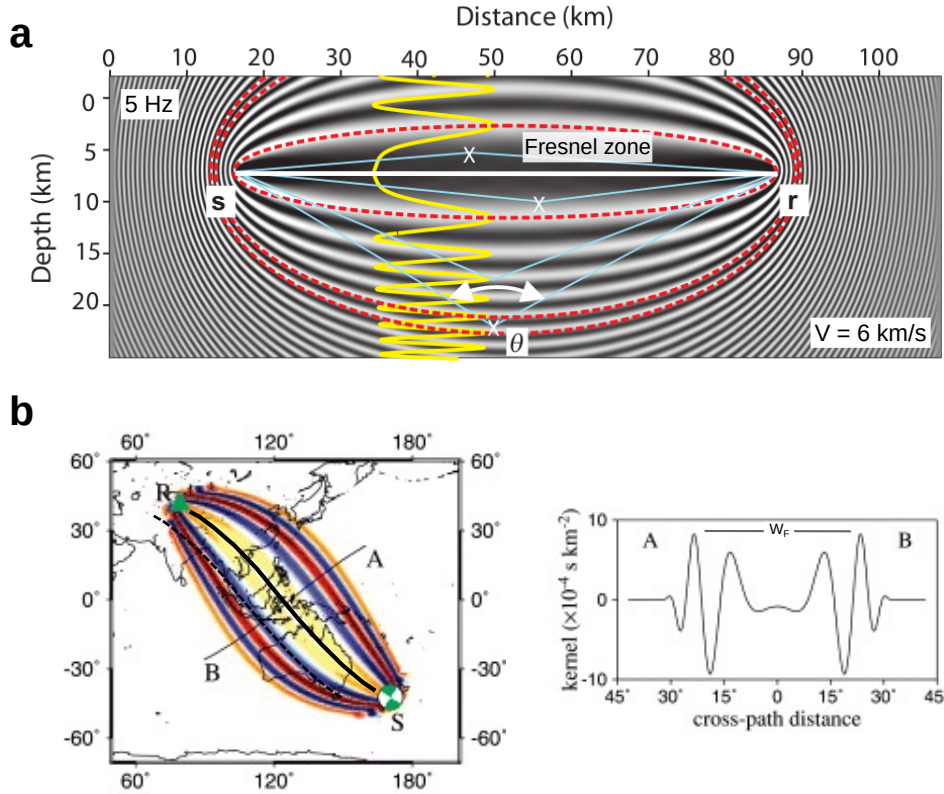 a
Distance (km)
0 10 20 30 40 50 60 70 80 90 100
Depth (km)
0
5
10
15
20
5 Hz
Fresnel zone
s
r
θ
V = 6 km/s
b
60° 120° 180°
60° 60°
30° 30°
0° 0°
-30° -30°
-60° -60°
60° 120° 180°
R
A
B
S
kernel (×10⁻⁴ s km⁻²)
10
0
-10
A
W_F
B
45 30° 15° 0° 15° 30° 45
cross-path distance